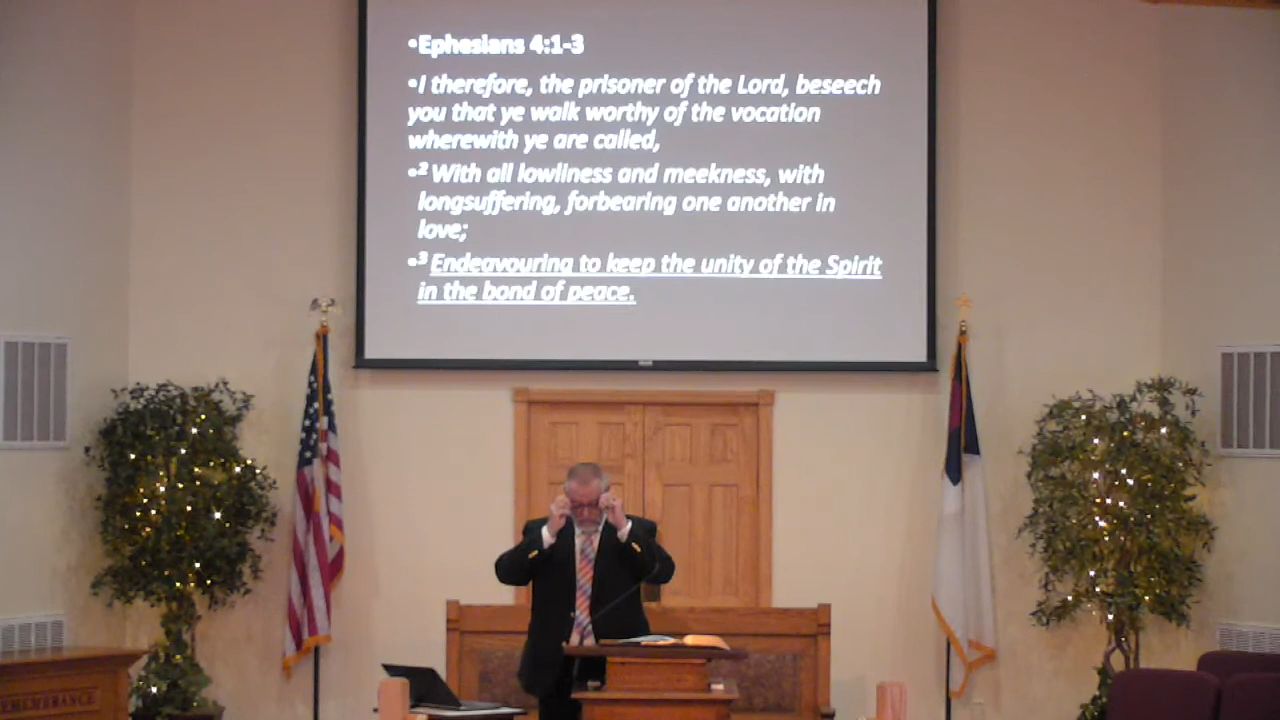 •Ephesians 4:1-3
•I therefore, the prisoner of the Lord, beseech
you that ye walk worthy of the vocation
wherewith ye are called,
•2 With all lowliness and meekness, with
longsuffering, forbearing one another in
love;
•3 Endeavouring to keep the unity of the Spirit
in the bond of peace.
EMEMBRANCE